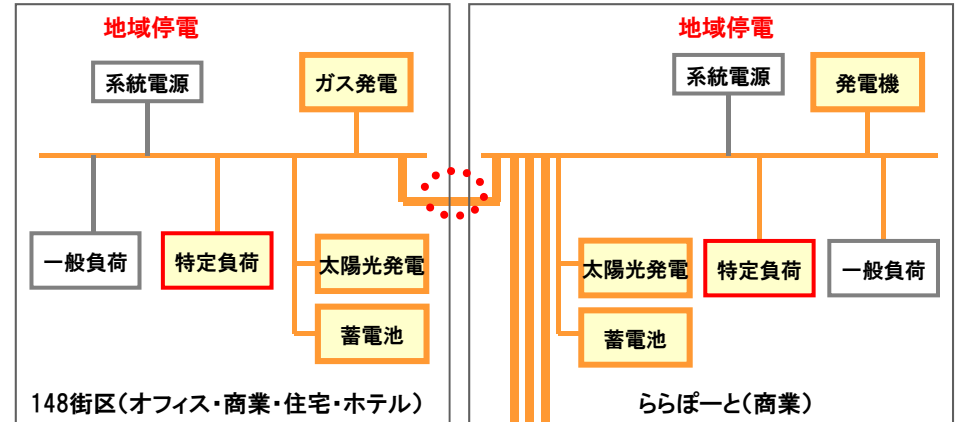 地域停電
系統電源
ガス発電
一般負荷
特定負荷
太陽光発電
蓄電池
148街区(オフィス・商業・住宅・ホテル)
地域停電
系統電源
発電機
太陽光発電
特定負荷
一般負荷
蓄電池
ららぽーと(商業)